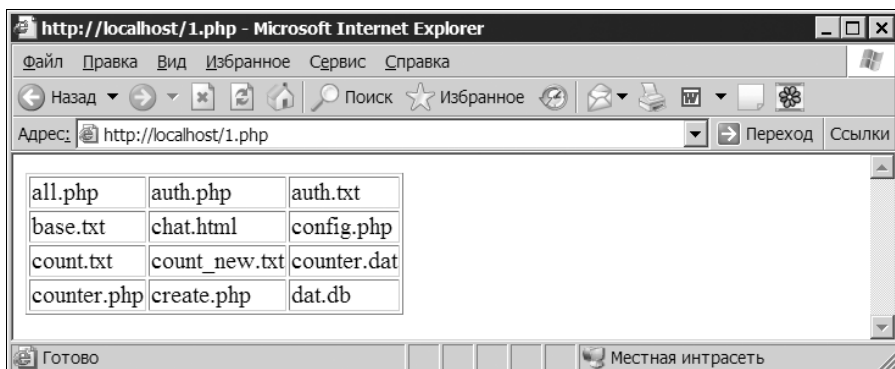 http://localhost/1.php - Microsoft Internet Explorer
Файл Правка Вид Избранное Сервис Справка
Назад Поиск Избранное
Адрес: http://localhost/1.php Переход Ссылки
all.php auth.php auth.txt
base.txt chat.html config.php
count.txt count_new.txt counter.dat
counter.php create.php dat.db
Готово Местная интрасеть